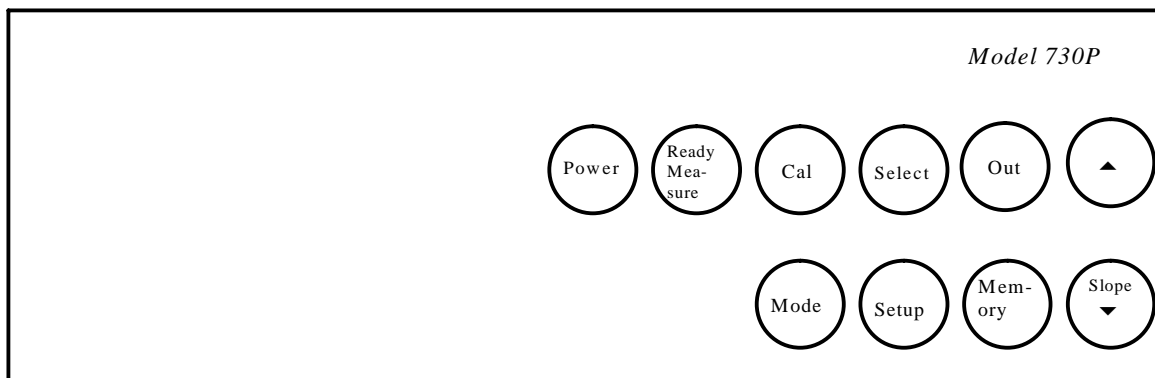 Model 730P
Power
Ready
Mea-
sure
Cal
Select
Out
Mode
Setup
Mem-
ory
Slope